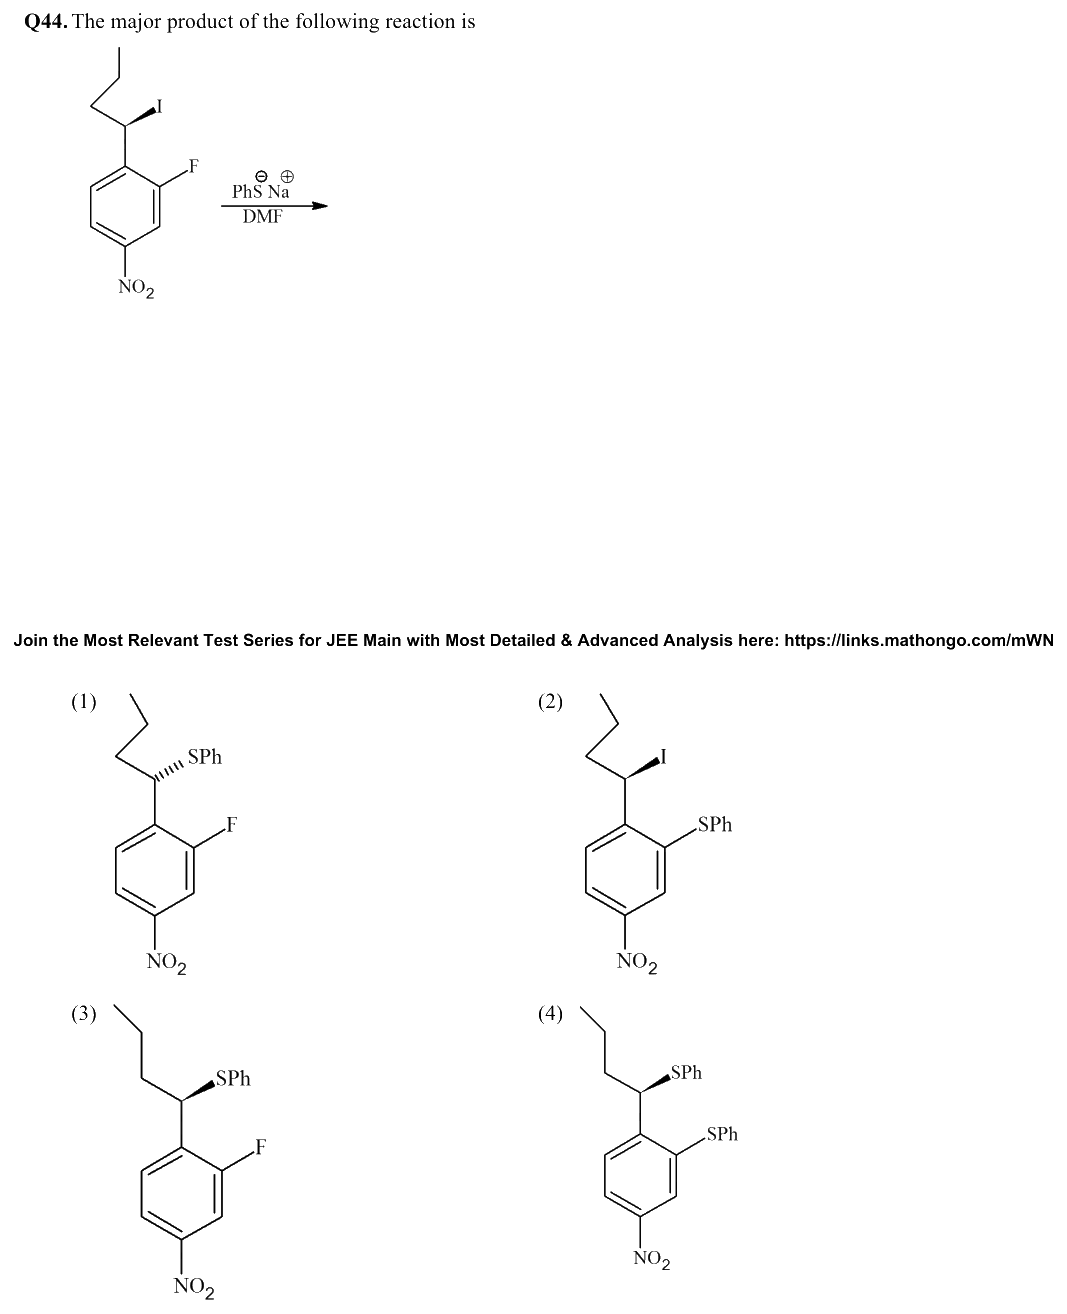 Q44. The major product of the following reaction is
I
F
⊖ ⊕
PhS Na
DMF
NO2
Join the Most Relevant Test Series for JEE Main with Most Detailed & Advanced Analysis here: https://links.mathongo.com/mWN
(1)
SPh
F
NO2
(2)
I
SPh
NO2
(3)
SPh
F
NO2
(4)
SPh
SPh
NO2